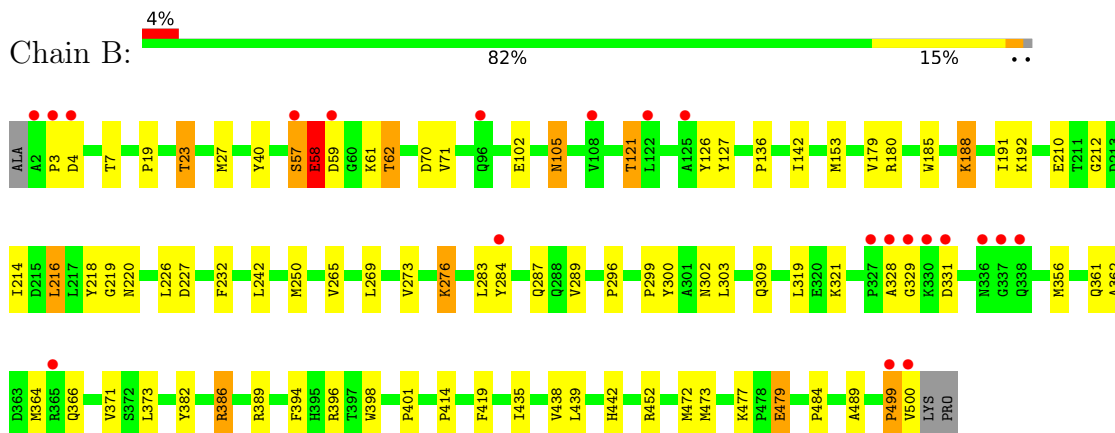 4%
Chain B:
82% 15% • •
ALA A2 P3 D4 T7 P19 T23 M27 Y40 S57 E58 D59 G60 K61 T62 D70 V71 Q96 E102 N105 V108 T121 L122 A125 Y126 Y127 P136 I142 M153 V179 R180 W185 K188 I191 K192 E210 T211 G212 D213
I214 D215 L216 L217 Y218 G219 N220 L226 D227 F232 L242 M250 V265 L269 V273 K276 L283 Y284 Q287 Q288 V289 P296 P299 Y300 A301 N302 L303 Q309 L319 E320 K321 P327 A328 G329 K330 D331 N336 G337 Q338 M356 Q361 A362
D363 M364 R365 Q366 V371 S372 L373 Y382 R386 R389 F394 H395 R396 T397 W398 P401 P414 F419 I435 V438 L439 H442 R452 M472 M473 K477 P478 E479 P484 A489 P499 V500 LYS PRO